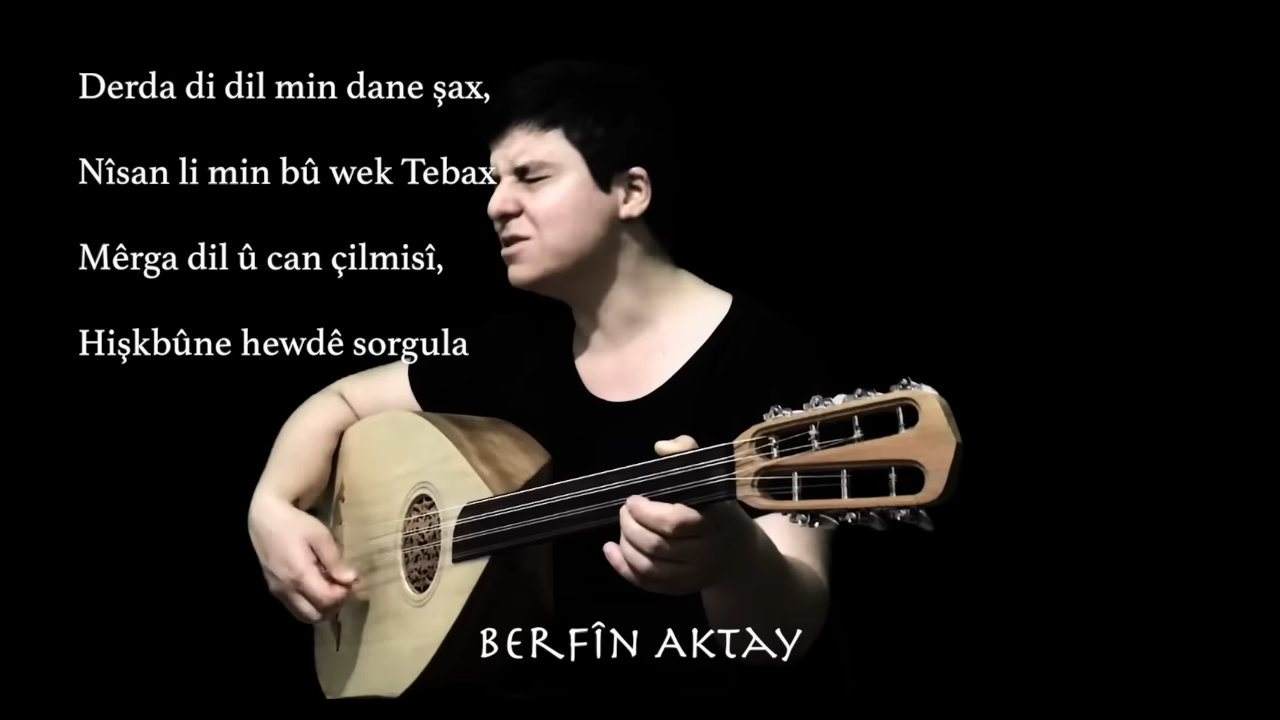 Derda di dil min dane şax,
Nîsan li min bû wek Tebax
Mêrga dil û can çilmisî,
Hişkbûne hewdê sorgula
BERFÎN AKTAY